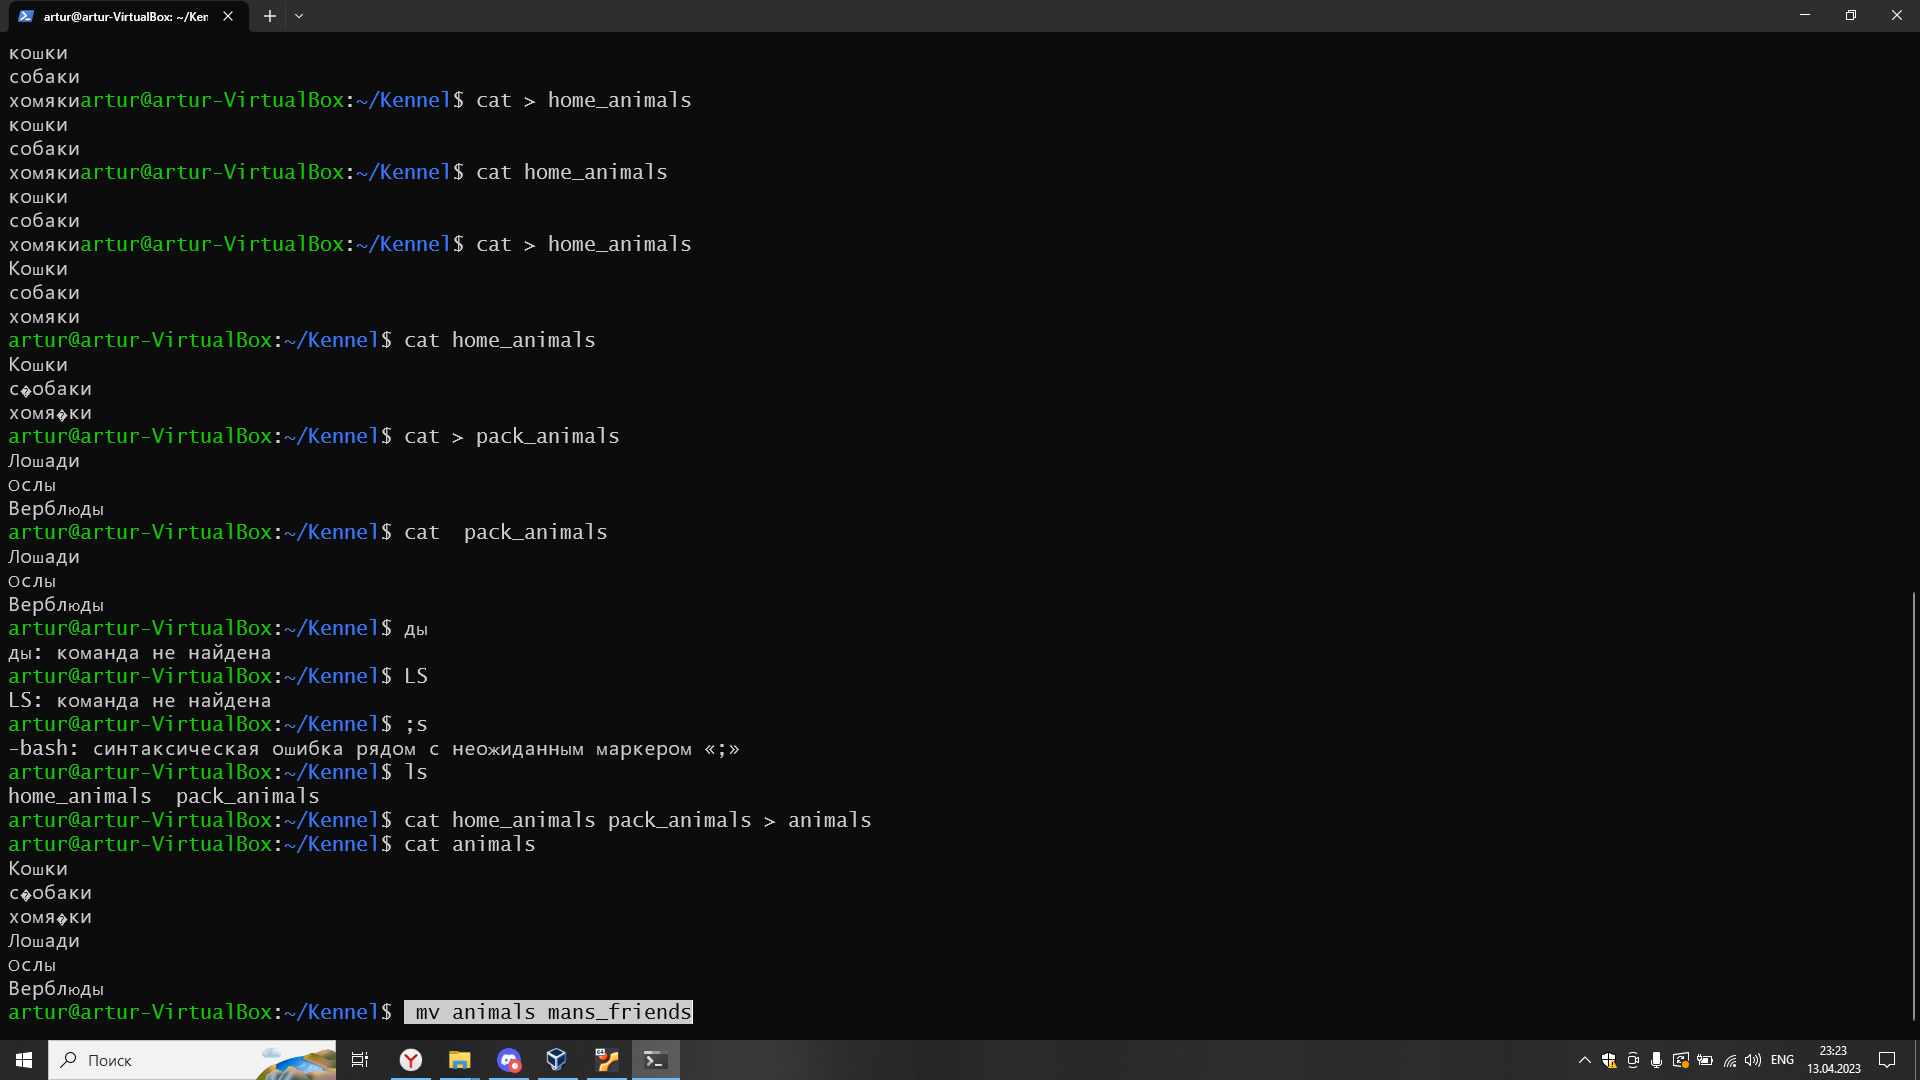 artur@artur-VirtualBox: ~/Ken
кошки
собаки
хомякиartur@artur-VirtualBox:~/Kennel$ cat > home_animals
кошки
собаки
хомякиartur@artur-VirtualBox:~/Kennel$ cat home_animals
кошки
собаки
хомякиartur@artur-VirtualBox:~/Kennel$ cat > home_animals
Кошки
собаки
хомяки
artur@artur-VirtualBox:~/Kennel$ cat home_animals
Кошки
с�обаки
хомя�ки
artur@artur-VirtualBox:~/Kennel$ cat > pack_animals
Лошади
Ослы
Верблюды
artur@artur-VirtualBox:~/Kennel$ cat  pack_animals
Лошади
Ослы
Верблюды
artur@artur-VirtualBox:~/Kennel$ ды
ды: команда не найдена
artur@artur-VirtualBox:~/Kennel$ LS
LS: команда не найдена
artur@artur-VirtualBox:~/Kennel$ ;s
-bash: синтаксическая ошибка рядом с неожиданным маркером «;»
artur@artur-VirtualBox:~/Kennel$ ls
home_animals  pack_animals
artur@artur-VirtualBox:~/Kennel$ cat home_animals pack_animals > animals
artur@artur-VirtualBox:~/Kennel$ cat animals
Кошки
с�обаки
хомя�ки
Лошади
Ослы
Верблюды
artur@artur-VirtualBox:~/Kennel$  mv animals mans_friends
Поиск
ENG
23:23
13.04.2023